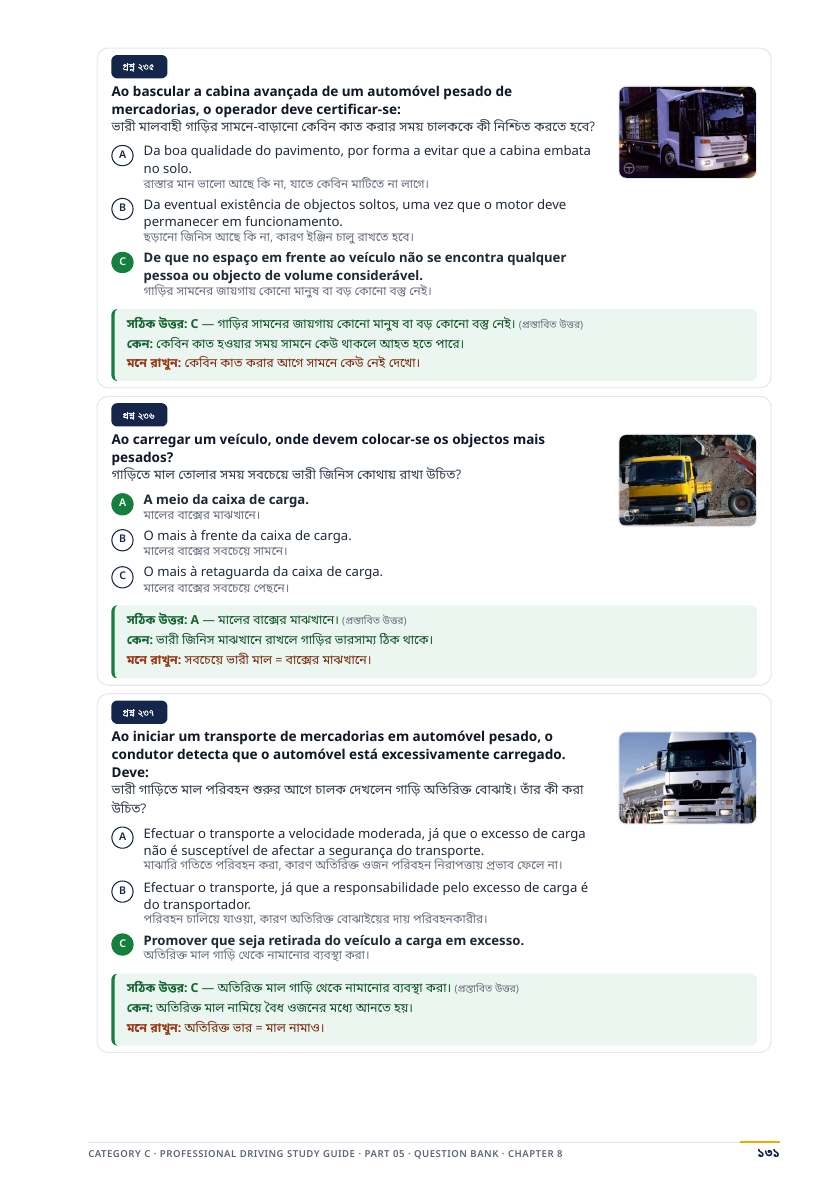 প্রশ্ন ২৩৫
Ao bascular a cabina avançada de um automóvel pesado de
mercadorias, o operador deve certificar-se:
ভারী মালবাহী গাড়ির সামনে-বাড়ানো কেবিন কাত করার সময় চালককে কী নিশ্চিত করতে হবে?
A Da boa qualidade do pavimento, por forma a evitar que a cabina embata
no solo.
রাস্তার মান ভালো আছে কি না, যাতে কেবিন মাটিতে না লাগে।
B Da eventual existência de objectos soltos, uma vez que o motor deve
permanecer em funcionamento.
ছড়ানো জিনিস আছে কি না, কারণ ইঞ্জিন চালু রাখতে হবে।
C De que no espaço em frente ao veículo não se encontra qualquer
pessoa ou objecto de volume considerável.
গাড়ির সামনের জায়গায় কোনো মানুষ বা বড় কোনো বস্তু নেই।
সঠিক উত্তর: C — গাড়ির সামনের জায়গায় কোনো মানুষ বা বড় কোনো বস্তু নেই। (প্রস্তাবিত উত্তর)
কেন: কেবিন কাত হওয়ার সময় সামনে কেউ থাকলে আহত হতে পারে।
মনে রাখুন: কেবিন কাত করার আগে সামনে কেউ নেই দেখো।
প্রশ্ন ২৩৬
Ao carregar um veículo, onde devem colocar-se os objectos mais
pesados?
গাড়িতে মাল তোলার সময় সবচেয়ে ভারী জিনিস কোথায় রাখা উচিত?
A A meio da caixa de carga.
মালের বাক্সের মাঝখানে।
B O mais à frente da caixa de carga.
মালের বাক্সের সবচেয়ে সামনে।
C O mais à retaguarda da caixa de carga.
মালের বাক্সের সবচেয়ে পেছনে।
সঠিক উত্তর: A — মালের বাক্সের মাঝখানে। (প্রস্তাবিত উত্তর)
কেন: ভারী জিনিস মাঝখানে রাখলে গাড়ির ভারসাম্য ঠিক থাকে।
মনে রাখুন: সবচেয়ে ভারী মাল = বাক্সের মাঝখানে।
প্রশ্ন ২৩৭
Ao iniciar um transporte de mercadorias em automóvel pesado, o
condutor detecta que o automóvel está excessivamente carregado.
Deve:
ভারী গাড়িতে মাল পরিবহন শুরুর আগে চালক দেখলেন গাড়ি অতিরিক্ত বোঝাই। তাঁর কী করা
উচিত?
A Efectuar o transporte a velocidade moderada, já que o excesso de carga
não é susceptível de afectar a segurança do transporte.
মাঝারি গতিতে পরিবহন করা, কারণ অতিরিক্ত ওজন পরিবহন নিরাপত্তায় প্রভাব ফেলে না।
B Efectuar o transporte, já que a responsabilidade pelo excesso de carga é
do transportador.
পরিবহন চালিয়ে যাওয়া, কারণ অতিরিক্ত বোঝাইয়ের দায় পরিবহনকারীর।
C Promover que seja retirada do veículo a carga em excesso.
অতিরিক্ত মাল গাড়ি থেকে নামানোর ব্যবস্থা করা।
সঠিক উত্তর: C — অতিরিক্ত মাল গাড়ি থেকে নামানোর ব্যবস্থা করা। (প্রস্তাবিত উত্তর)
কেন: অতিরিক্ত মাল নামিয়ে বৈধ ওজনের মধ্যে আনতে হয়।
মনে রাখুন: অতিরিক্ত ভার = মাল নামাও।
CATEGORY C · PROFESSIONAL DRIVING STUDY GUIDE · PART 05 · QUESTION BANK · CHAPTER 8
১৩১